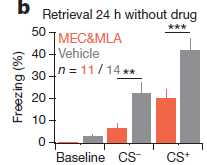 b Retrieval 24 h without drug
***
50
MEC&MLA
Vehicle
40
n = 11 / 14
**
30
20
10
0
Freezing (%)
Baseline CS⁻ CS⁺